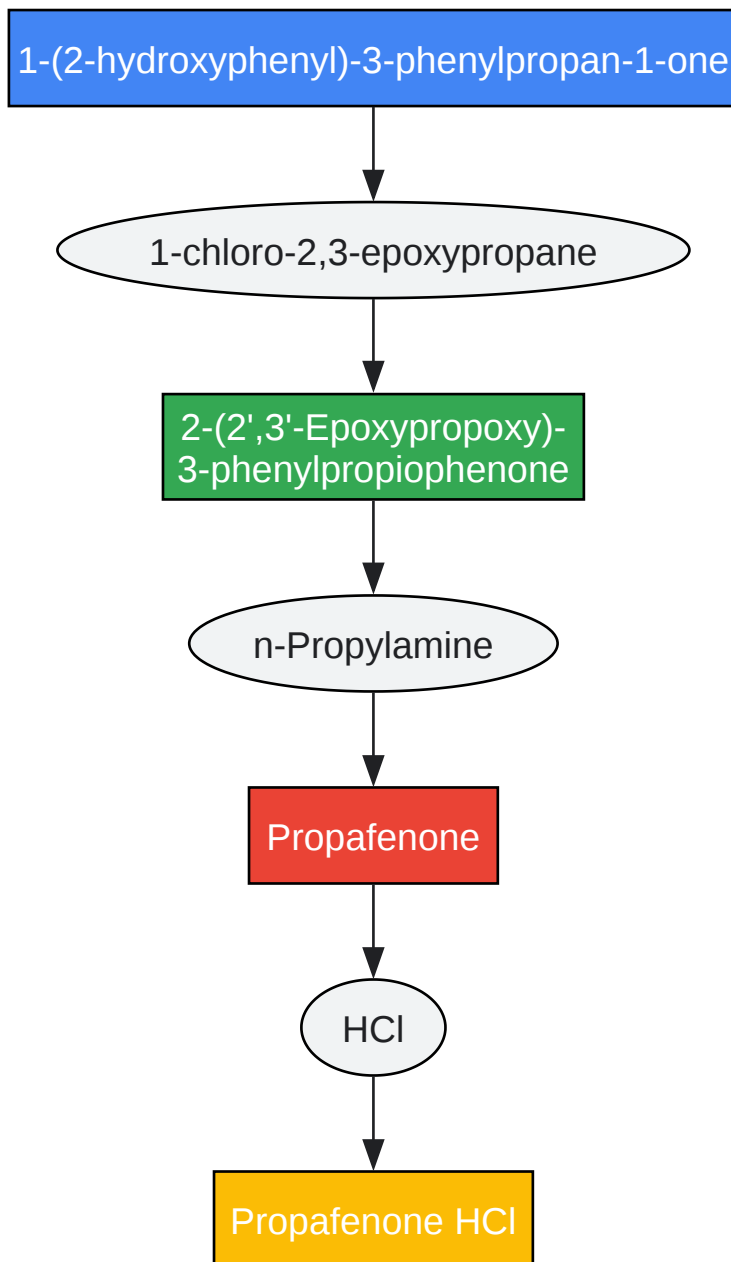 1-(2-hydroxyphenyl)-3-phenylpropan-1-one
1-chloro-2,3-epoxypropane
2-(2',3'-Epoxypropoxy)-
3-phenylpropiophenone
n-Propylamine
Propafenone
HCl
Propafenone HCl